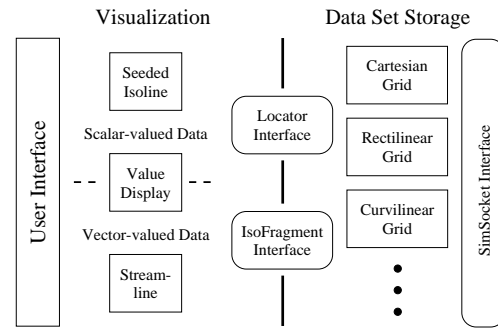 Visualization
Data Set Storage
User Interface
Seeded
Isoline
Scalar-valued Data
Value
Display
Vector-valued Data
Stream-
line
Locator
Interface
IsoFragment
Interface
Cartesian
Grid
Rectilinear
Grid
Curvilinear
Grid
SimSocket Interface